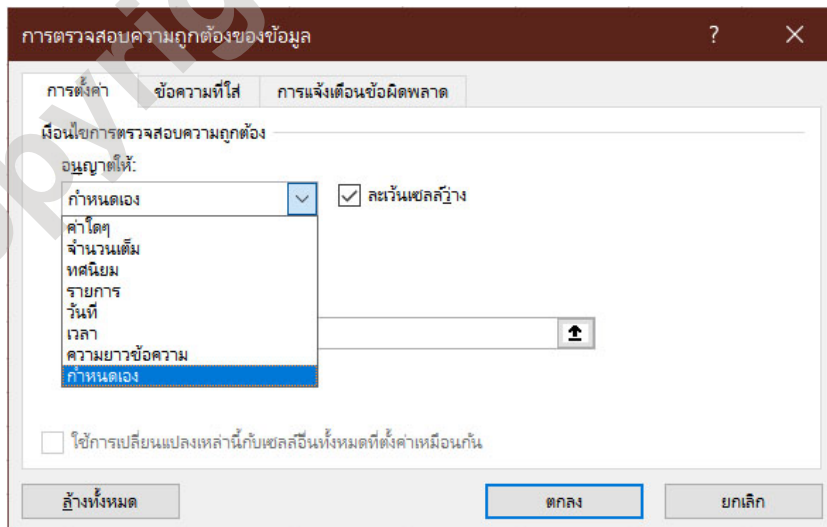 การตรวจสอบความถูกต้องของข้อมูล ?
การตั้งค่า ข้อความที่ใส่ การแจ้งเตือนข้อผิดพลาด
เงื่อนไขการตรวจสอบความถูกต้อง
อนุญาตให้:
กำหนดเอง ละเว้นเซลล์ว่าง
ค่าใดๆ
จำนวนเต็ม
ทศนิยม
รายการ
วันที่
เวลา
ความยาวข้อความ
กำหนดเอง
ใช้การเปลี่ยนแปลงเหล่านี้กับเซลล์อื่นทั้งหมดที่ตั้งค่าเหมือนกัน
ล้างทั้งหมด ตกลง ยกเลิก